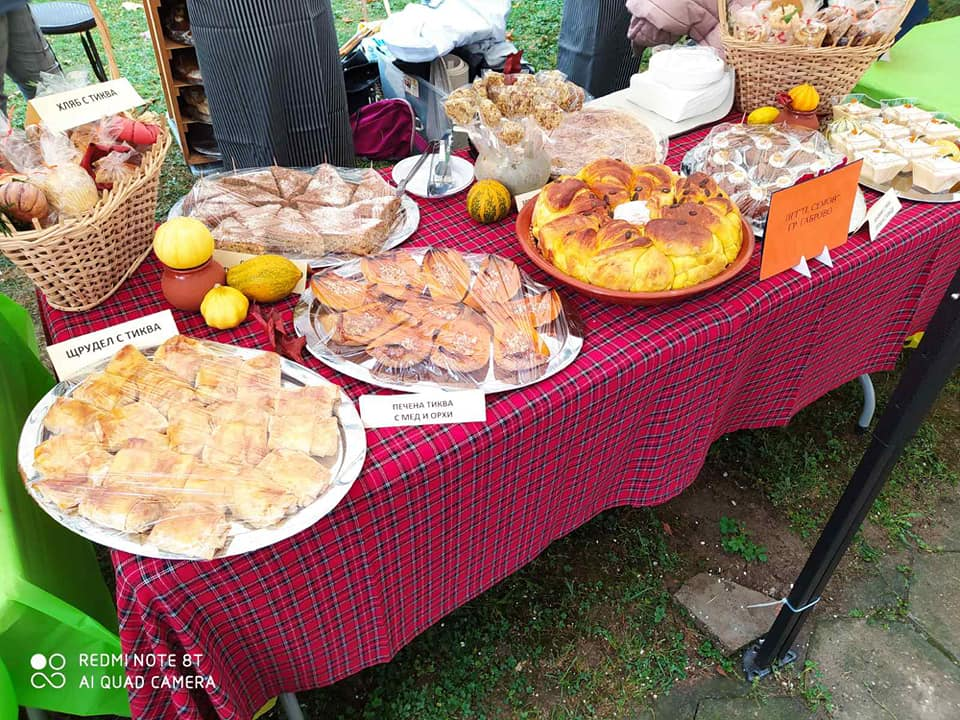 ХЛЯБ С ТИКВА
ЩРУДЕЛ С ТИКВА
ПЕЧЕНА ТИКВА
С МЕД И ОРХИ
ГР. ГАБРОВО
REDMI NOTE 8T
AI QUAD CAMERA